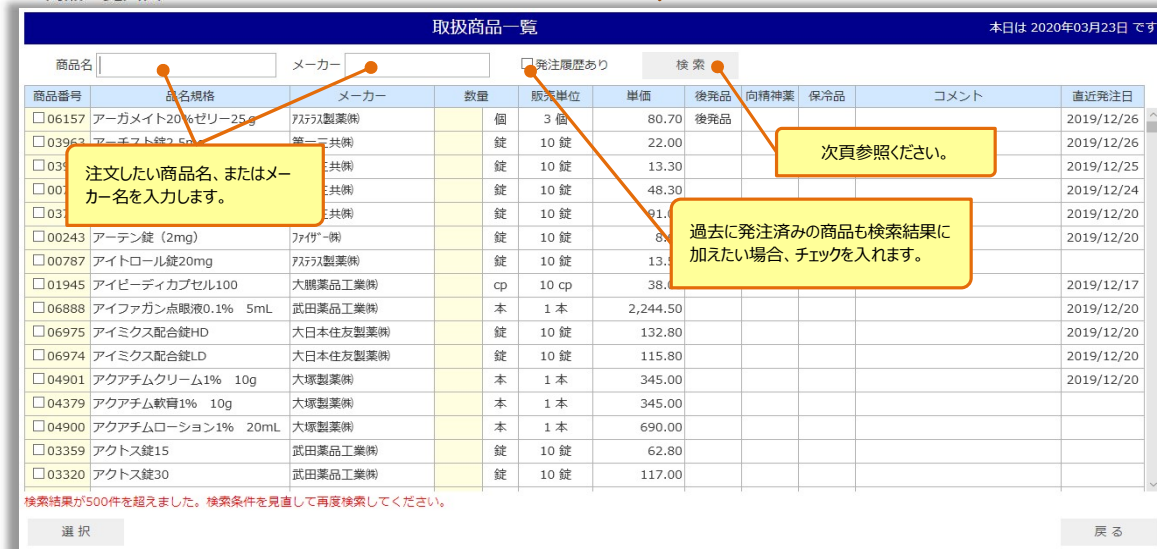 取扱商品一覧 本日は 2020年03月23日 です
商品名 メーカー 発注履歴あり 検 索
商品番号 品名規格 メーカー 数量 販売単位 単価 後発品 向精神薬 保冷品 コメント 直近発注日
06157 アーガメイト20%ゼリー25g ｱｽﾃﾗｽ製薬㈱ 個 3 個 80.70 後発品 2019/12/26
03963 アーチスト錠2.5mg 第一三共㈱ 錠 10 錠 22.00 2019/12/26
共㈱ 錠 10 錠 13.30 2019/12/25
共㈱ 錠 10 錠 48.30 2019/12/24
共㈱ 錠 10 錠 2019/12/20
00243 アーテン錠（2mg） ﾌｧｲｻﾞｰ㈱ 錠 10 錠 2019/12/20
00787 アイトロール錠20mg ｱｽﾃﾗｽ製薬㈱ 錠 10 錠
01945 アイピーディカプセル100 大鵬薬品工業㈱ cp 10 cp 2019/12/17
06888 アイファガン点眼液0.1% 5mL 武田薬品工業㈱ 本 1 本 2,244.50 2019/12/20
06975 アイミクス配合錠HD 大日本住友製薬㈱ 錠 10 錠 132.80 2019/12/20
06974 アイミクス配合錠LD 大日本住友製薬㈱ 錠 10 錠 115.80 2019/12/20
04901 アクアチムクリーム1% 10g 大塚製薬㈱ 本 1 本 345.00 2019/12/20
04379 アクアチム軟膏1% 10g 大塚製薬㈱ 本 1 本 345.00
04900 アクアチムローション1% 20mL 大塚製薬㈱ 本 1 本 690.00
03359 アクトス錠15 武田薬品工業㈱ 錠 10 錠 62.80
03320 アクトス錠30 武田薬品工業㈱ 錠 10 錠 117.00
注文したい商品名、またはメー
カー名を入力します。
次頁参照ください。
過去に発注済みの商品も検索結果に
加えたい場合、チェックを入れます。
検索結果が500件を超えました。検索条件を見直して再度検索してください。
選 択 戻 る